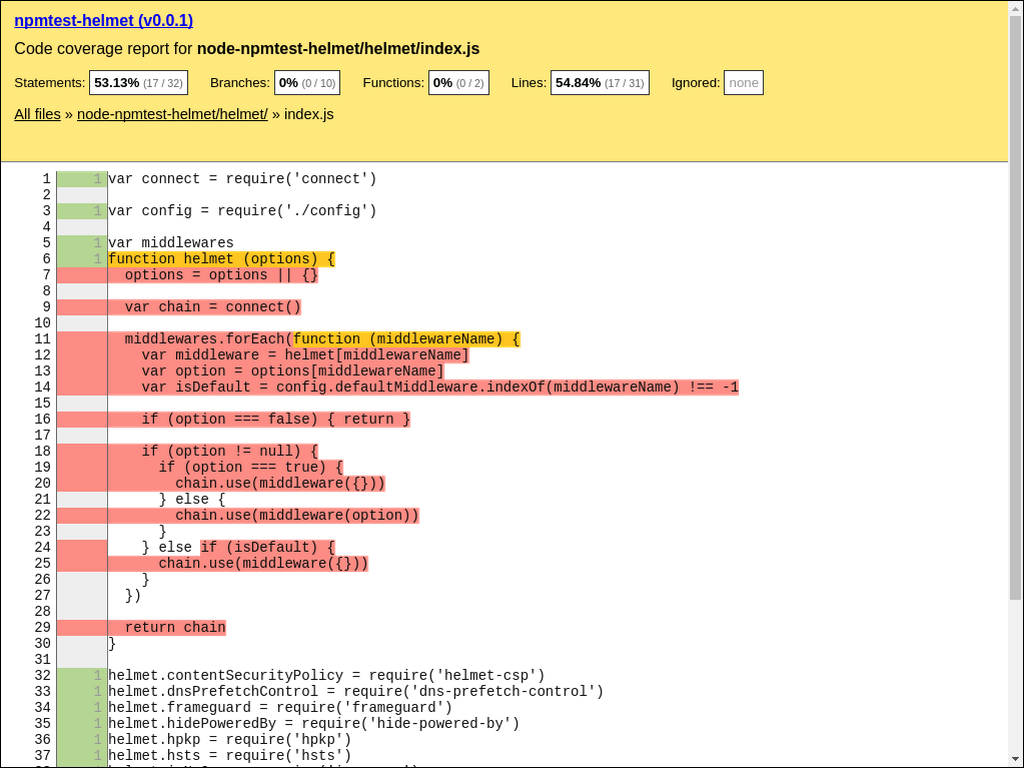 npmtest-helmet (v0.0.1)
Code coverage report for node-npmtest-helmet/helmet/index.js
Statements: 53.13% (17 / 32) Branches: 0% (0 / 10) Functions: 0% (0 / 2) Lines: 54.84% (17 / 31) Ignored: none
All files » node-npmtest-helmet/helmet/ » index.js
1 1 var connect = require('connect')
2
3 1 var config = require('./config')
4
5 1 var middlewares
6 1 function helmet (options) {
7 options = options || {}
8
9 var chain = connect()
10
11 middlewares.forEach(function (middlewareName) {
12 var middleware = helmet[middlewareName]
13 var option = options[middlewareName]
14 var isDefault = config.defaultMiddleware.indexOf(middlewareName) !== -1
15
16 if (option === false) { return }
17
18 if (option != null) {
19 if (option === true) {
20 chain.use(middleware({}))
21 } else {
22 chain.use(middleware(option))
23 }
24 } else if (isDefault) {
25 chain.use(middleware({}))
26 }
27 })
28
29 return chain
30 }
31
32 1 helmet.contentSecurityPolicy = require('helmet-csp')
33 1 helmet.dnsPrefetchControl = require('dns-prefetch-control')
34 1 helmet.frameguard = require('frameguard')
35 1 helmet.hidePoweredBy = require('hide-powered-by')
36 1 helmet.hpkp = require('hpkp')
37 1 helmet.hsts = require('hsts')